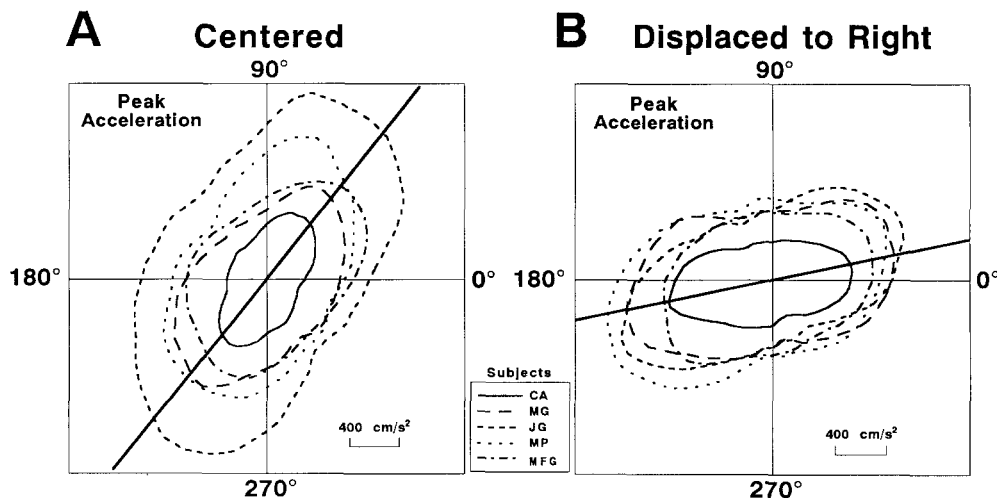 A Centered
90°
Peak
Acceleration
180°
0°
400 cm/s²
270°
B Displaced to Right
90°
Peak
Acceleration
180°
0°
400 cm/s²
270°
Subjects
CA
MG
JG
MP
MFG